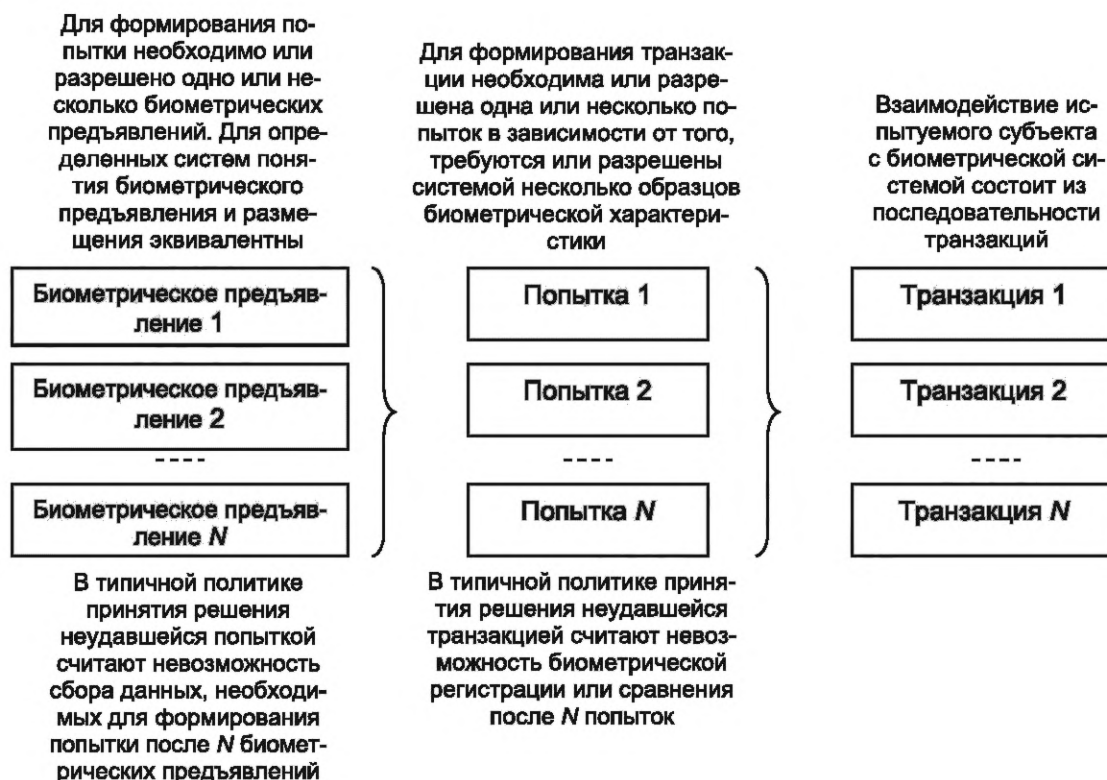 Для формирования по-
пытки необходимо или
разрешено одно или не-
сколько биометрических
предъявлений. Для опре-
деленных систем поня-
тия биометрического
предъявления и разме-
щения эквивалентны
Биометрическое предъяв-
ление 1
Биометрическое предъяв-
ление 2
----
Биометрическое предъяв-
ление N
В типичной политике
принятия решения
неудавшейся попыткой
считают невозможность
сбора данных, необходи-
мых для формирования
попытки после N биомет-
рических предъявлений
Для формирования транзак-
ции необходима или разре-
шена одна или несколько по-
пыток в зависимости от того,
требуются или разрешены
системой несколько образцов
биометрической характери-
стики
Попытка 1
Попытка 2
----
Попытка N
В типичной политике приня-
тия решения неудавшейся
транзакцией считают невоз-
можность биометрической
регистрации или сравнения
после N попыток
Взаимодействие ис-
пытуемого субъекта
с биометрической си-
стемой состоит из
последовательности
транзакций
Транзакция 1
Транзакция 2
----
Транзакция N